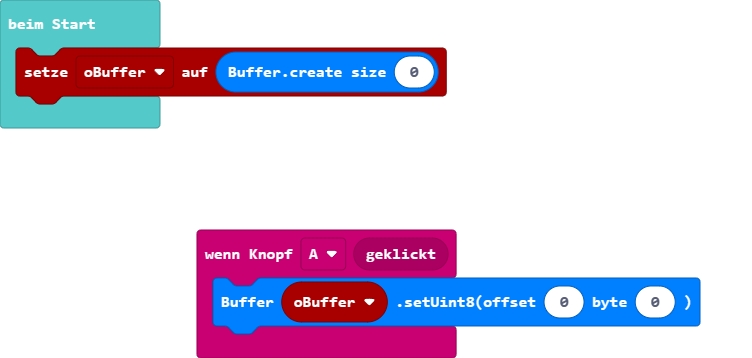 beim Start
setze oBuffer auf Buffer.create size 0
wenn Knopf A geklickt
Buffer oBuffer .setUint8(offset 0 byte 0 )